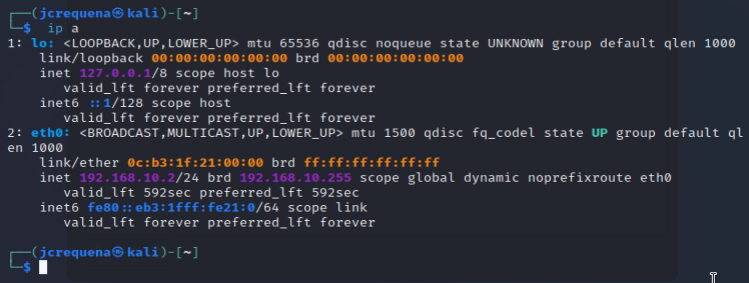 ┌──(jcrequena㉿kali)-[~]
└─$ ip a
1: lo: <LOOPBACK,UP,LOWER_UP> mtu 65536 qdisc noqueue state UNKNOWN group default qlen 1000
    link/loopback 00:00:00:00:00:00 brd 00:00:00:00:00:00
    inet 127.0.0.1/8 scope host lo
       valid_lft forever preferred_lft forever
    inet6 ::1/128 scope host
       valid_lft forever preferred_lft forever
2: eth0: <BROADCAST,MULTICAST,UP,LOWER_UP> mtu 1500 qdisc fq_codel state UP group default ql
en 1000
    link/ether 0c:b3:1f:21:00:00 brd ff:ff:ff:ff:ff:ff
    inet 192.168.10.2/24 brd 192.168.10.255 scope global dynamic noprefixroute eth0
       valid_lft 592sec preferred_lft 592sec
    inet6 fe80::eb3:1fff:fe21:0/64 scope link
       valid_lft forever preferred_lft forever
┌──(jcrequena㉿kali)-[~]
└─$